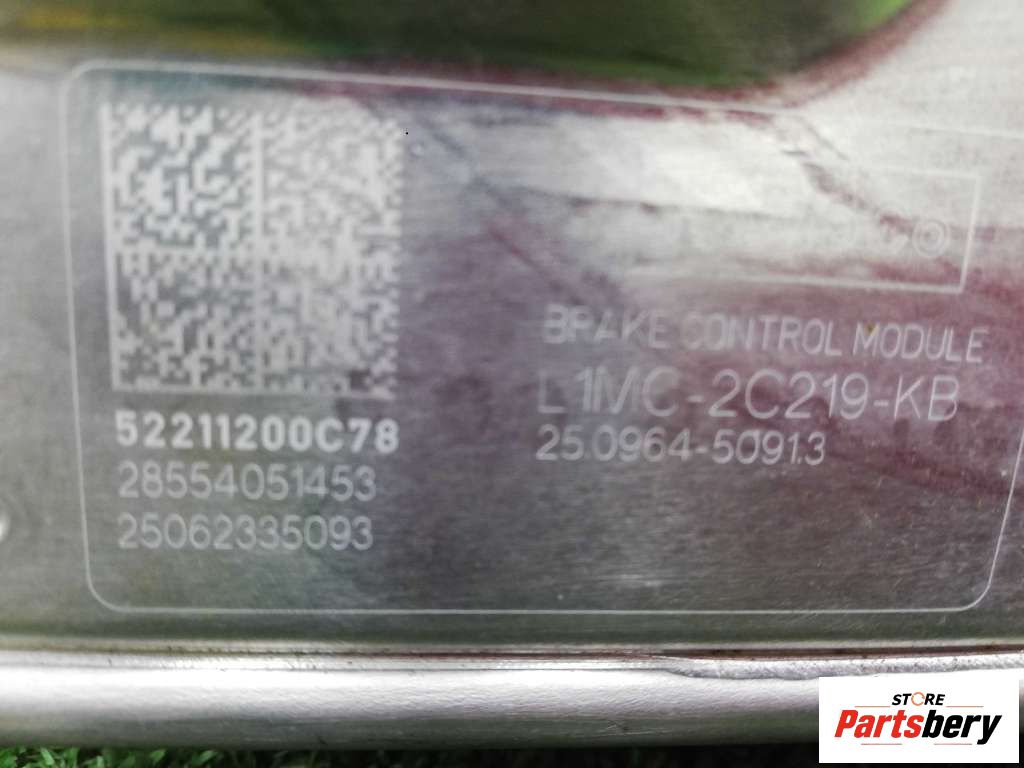 BRAKE CONTROL MODULE
L1MC-2C219-KB
25.0964-5091.3
52211200C78
28554051453
25062335093
STORE
Partsbery